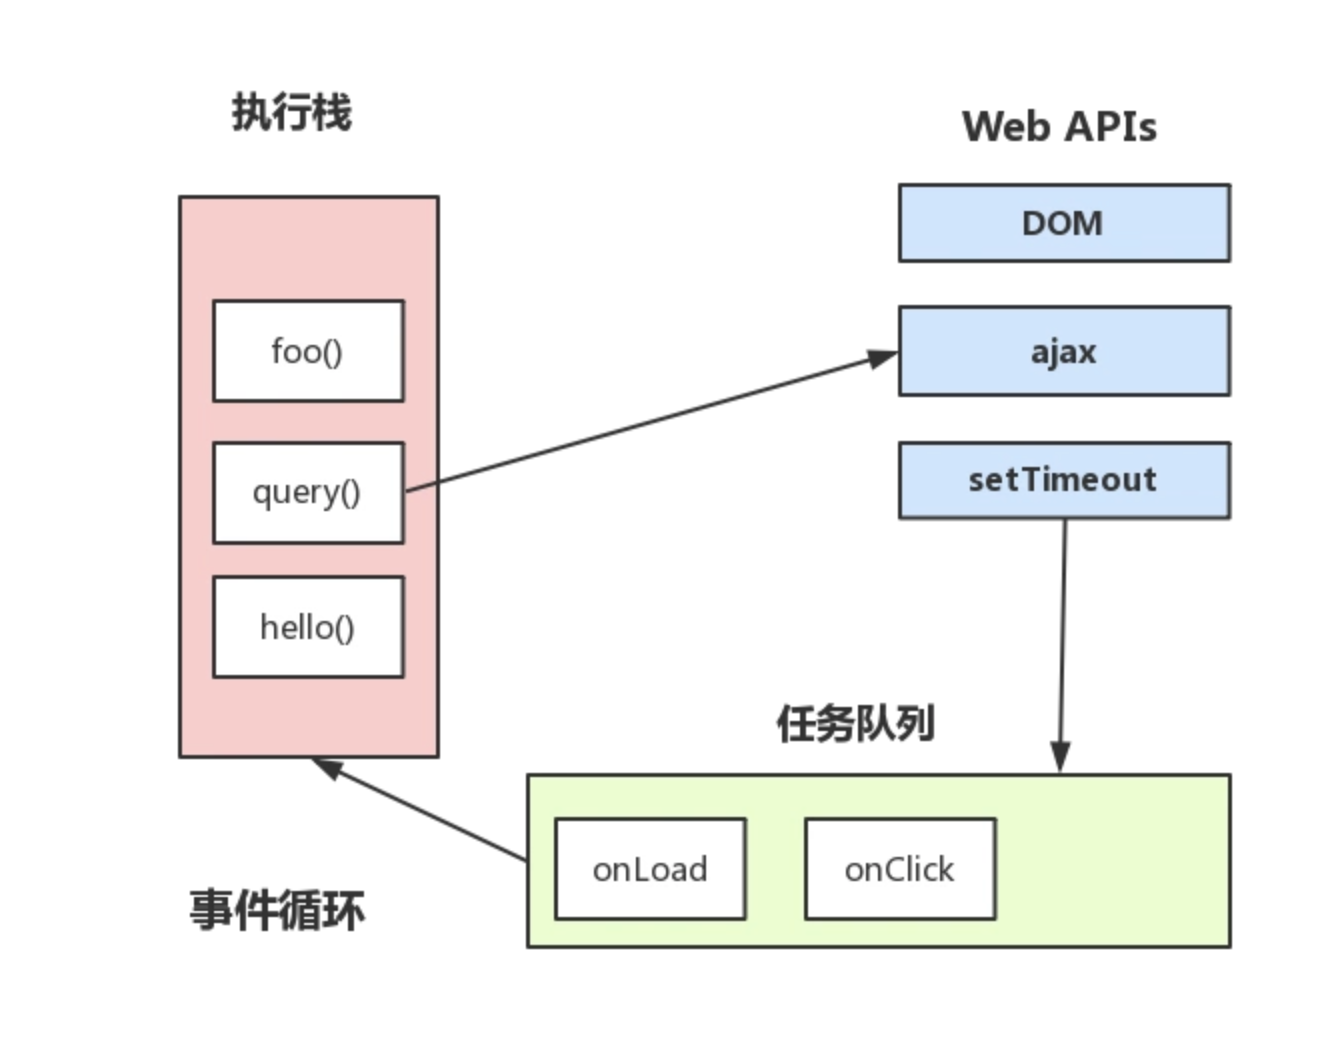 执行栈
foo()
query()
hello()
Web APIs
DOM
ajax
setTimeout
任务队列
onLoad
onClick
事件循环